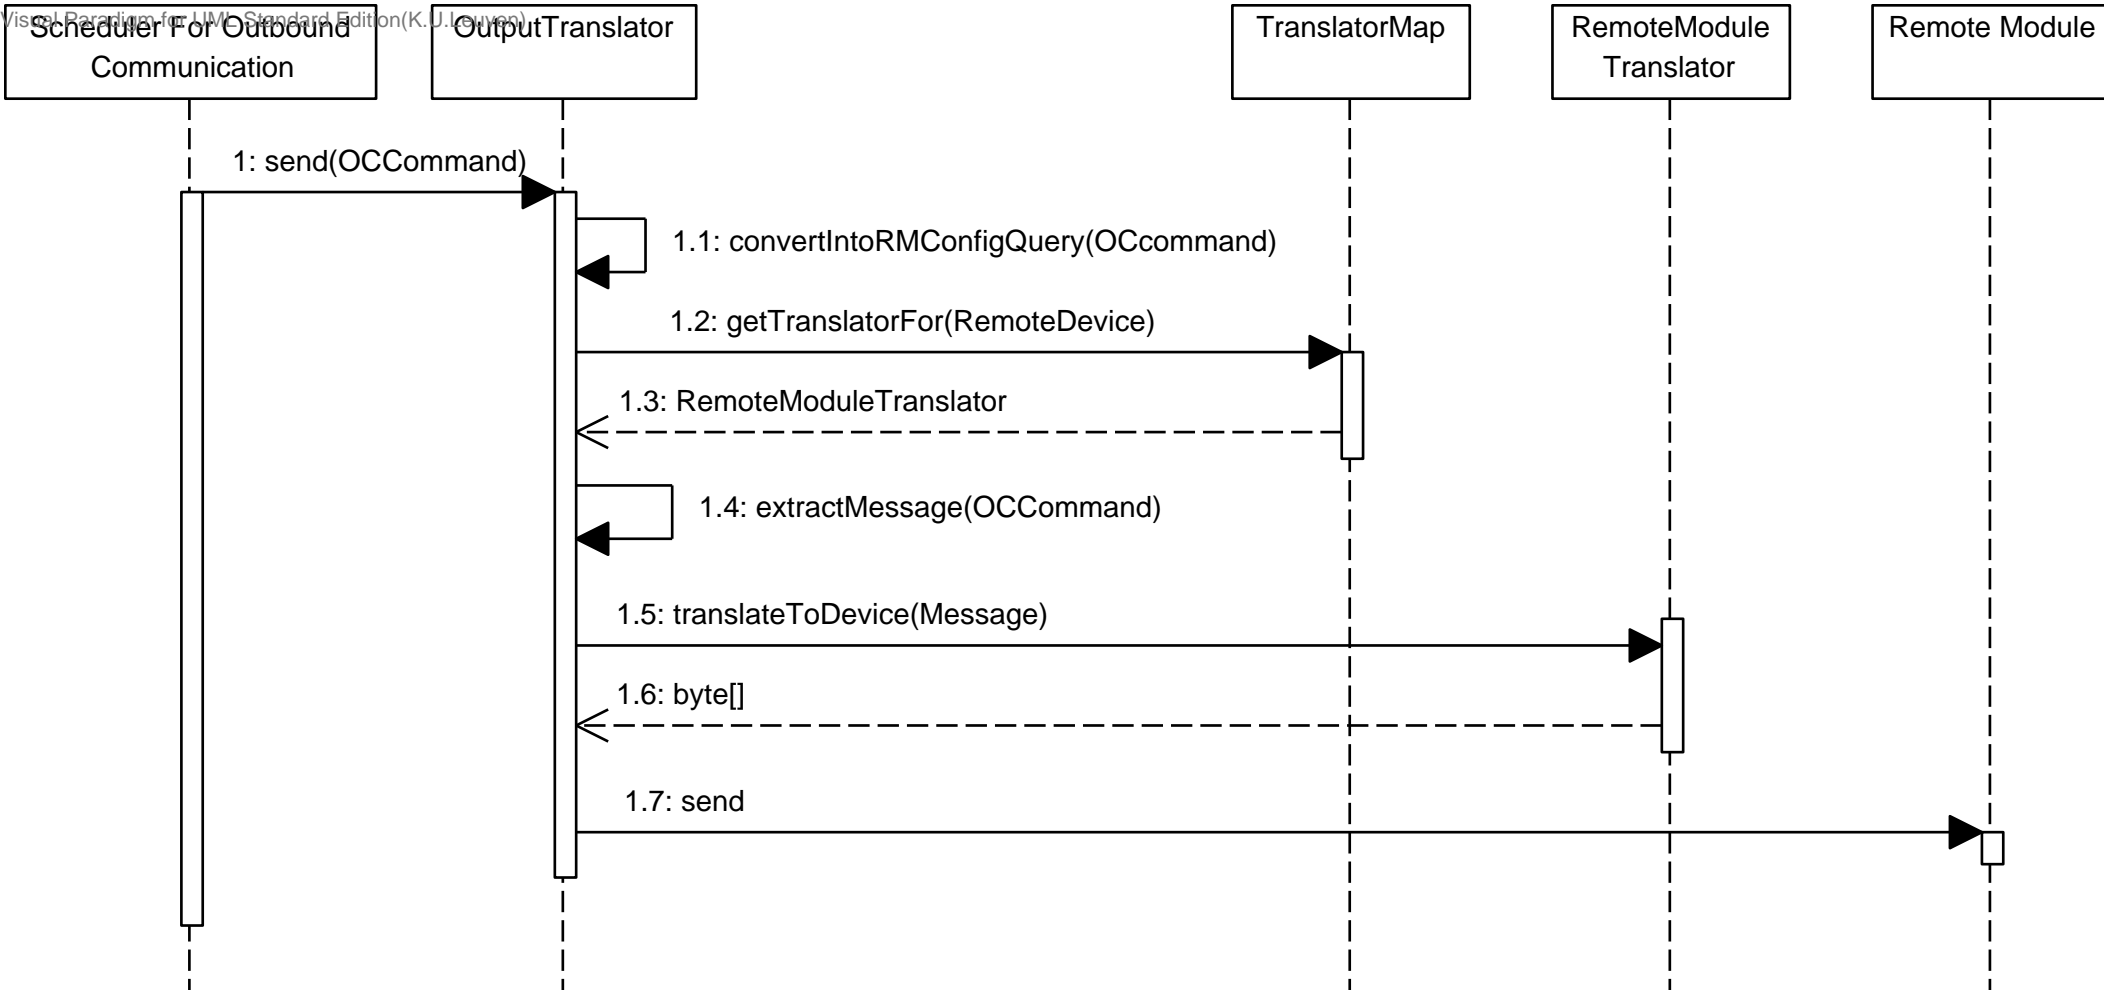 Visual Paradigm for UML Standard Edition(K.U.Leuven)
Scheduler For Outbound
Communication
OutputTranslator
TranslatorMap
RemoteModule
Translator
Remote Module
1: send(OCCommand)
1.1: convertIntoRMConfigQuery(OCcommand)
1.2: getTranslatorFor(RemoteDevice)
1.3: RemoteModuleTranslator
1.4: extractMessage(OCCommand)
1.5: translateToDevice(Message)
1.6: byte[]
1.7: send